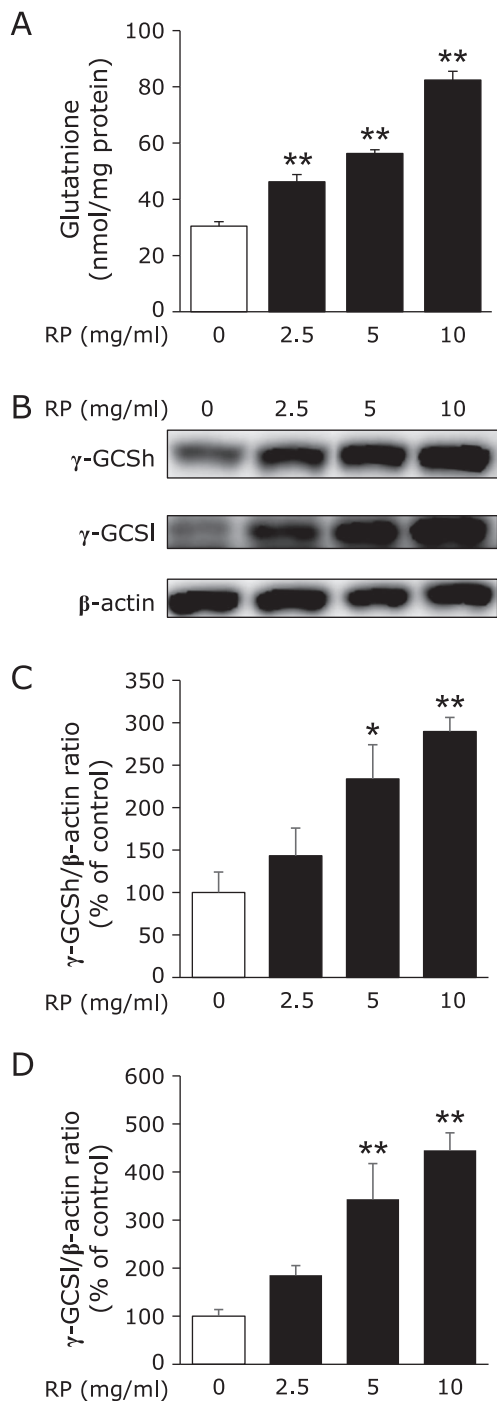 A
Glutatnione
(nmol/mg protein)
100
80
60
40
20
0
**
**
**
RP (mg/ml)
0
2.5
5
10
B
RP (mg/ml)
0
2.5
5
10
γ-GCSh
γ-GCSl
β-actin
C
γ-GCSh/β-actin ratio
(% of control)
350
300
250
200
150
100
50
0
*
**
RP (mg/ml)
0
2.5
5
10
D
γ-GCSl/β-actin ratio
(% of control)
600
500
400
300
200
100
0
**
**
RP (mg/ml)
0
2.5
5
10